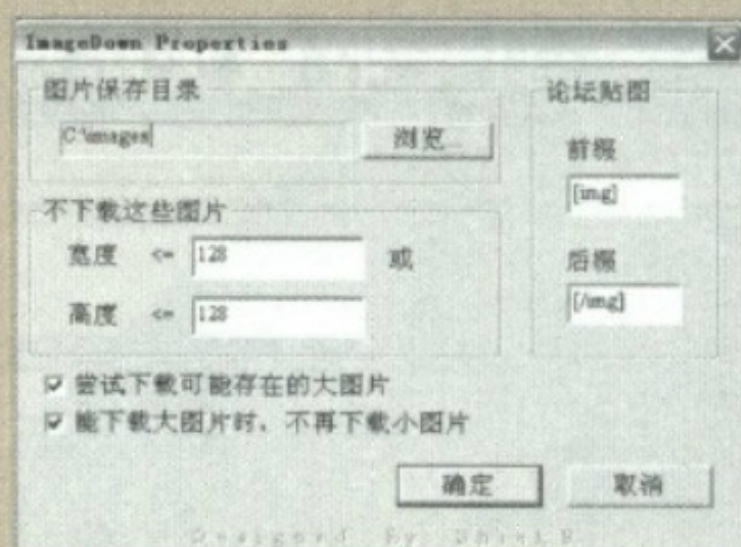 ImageDown Properties
图片保存目录
C:\images
浏览...
不下载这些图片
宽度 <= 128 或
高度 <= 128
论坛贴图
前缀
[img]
后缀
[/img]
尝试下载可能存在的大图片
能下载大图片时，不再下载小图片
确定
取消
Designed By